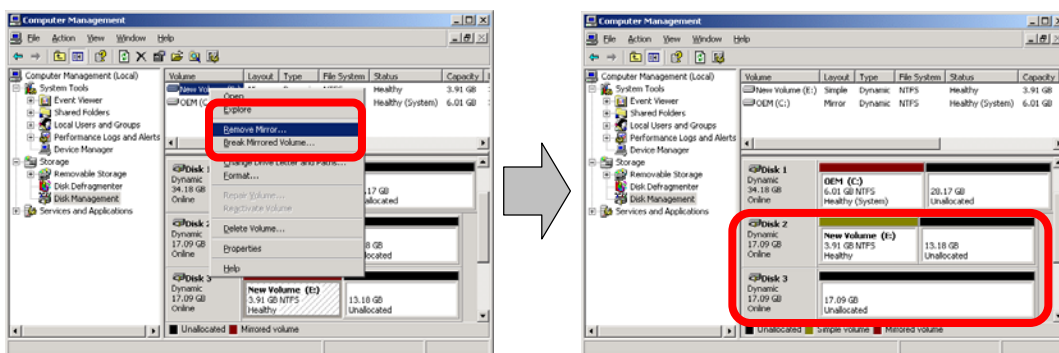 Computer Management
File Action View Window Help
Computer Management (Local)
System Tools
Event Viewer
Shared Folders
Local Users and Groups
Performance Logs and Alerts
Device Manager
Storage
Removable Storage
Disk Defragmenter
Disk Management
Services and Applications
Volume Layout Type File System Status Capacity
New Healthy 3.91 GB
OEM (C Healthy (System) 6.01 GB
Open
Explore
Remove Mirror...
Break Mirrored Volume...
Change Drive Letter and Paths...
Format...
Repair Volume...
Reactivate Volume
Delete Volume...
Properties
Help
Disk 1
Dynamic
34.18 GB
Online
.17 GB
allocated
Disk 2
Dynamic
17.09 GB
Online
8 GB
allocated
Disk 3
Dynamic
17.09 GB
Online
New Volume (E:)
3.91 GB NTFS
Healthy
13.18 GB
Unallocated
Unallocated Mirrored volume
Computer Management
File Action View Window Help
Computer Management (Local)
System Tools
Event Viewer
Shared Folders
Local Users and Groups
Performance Logs and Alerts
Device Manager
Storage
Removable Storage
Disk Defragmenter
Disk Management
Services and Applications
Volume Layout Type File System Status Capacity
New Volume (E:) Simple Dynamic NTFS Healthy 3.91 GB
OEM (C:) Mirror Dynamic NTFS Healthy (System) 6.01 GB
Disk 1
Dynamic
34.18 GB
Online
OEM (C:)
6.01 GB NTFS
Healthy (System)
28.17 GB
Unallocated
Disk 2
Dynamic
17.09 GB
Online
New Volume (E:)
3.91 GB NTFS
Healthy
13.18 GB
Unallocated
Disk 3
Dynamic
17.09 GB
Online
17.09 GB
Unallocated
Unallocated Simple volume Mirrored volume